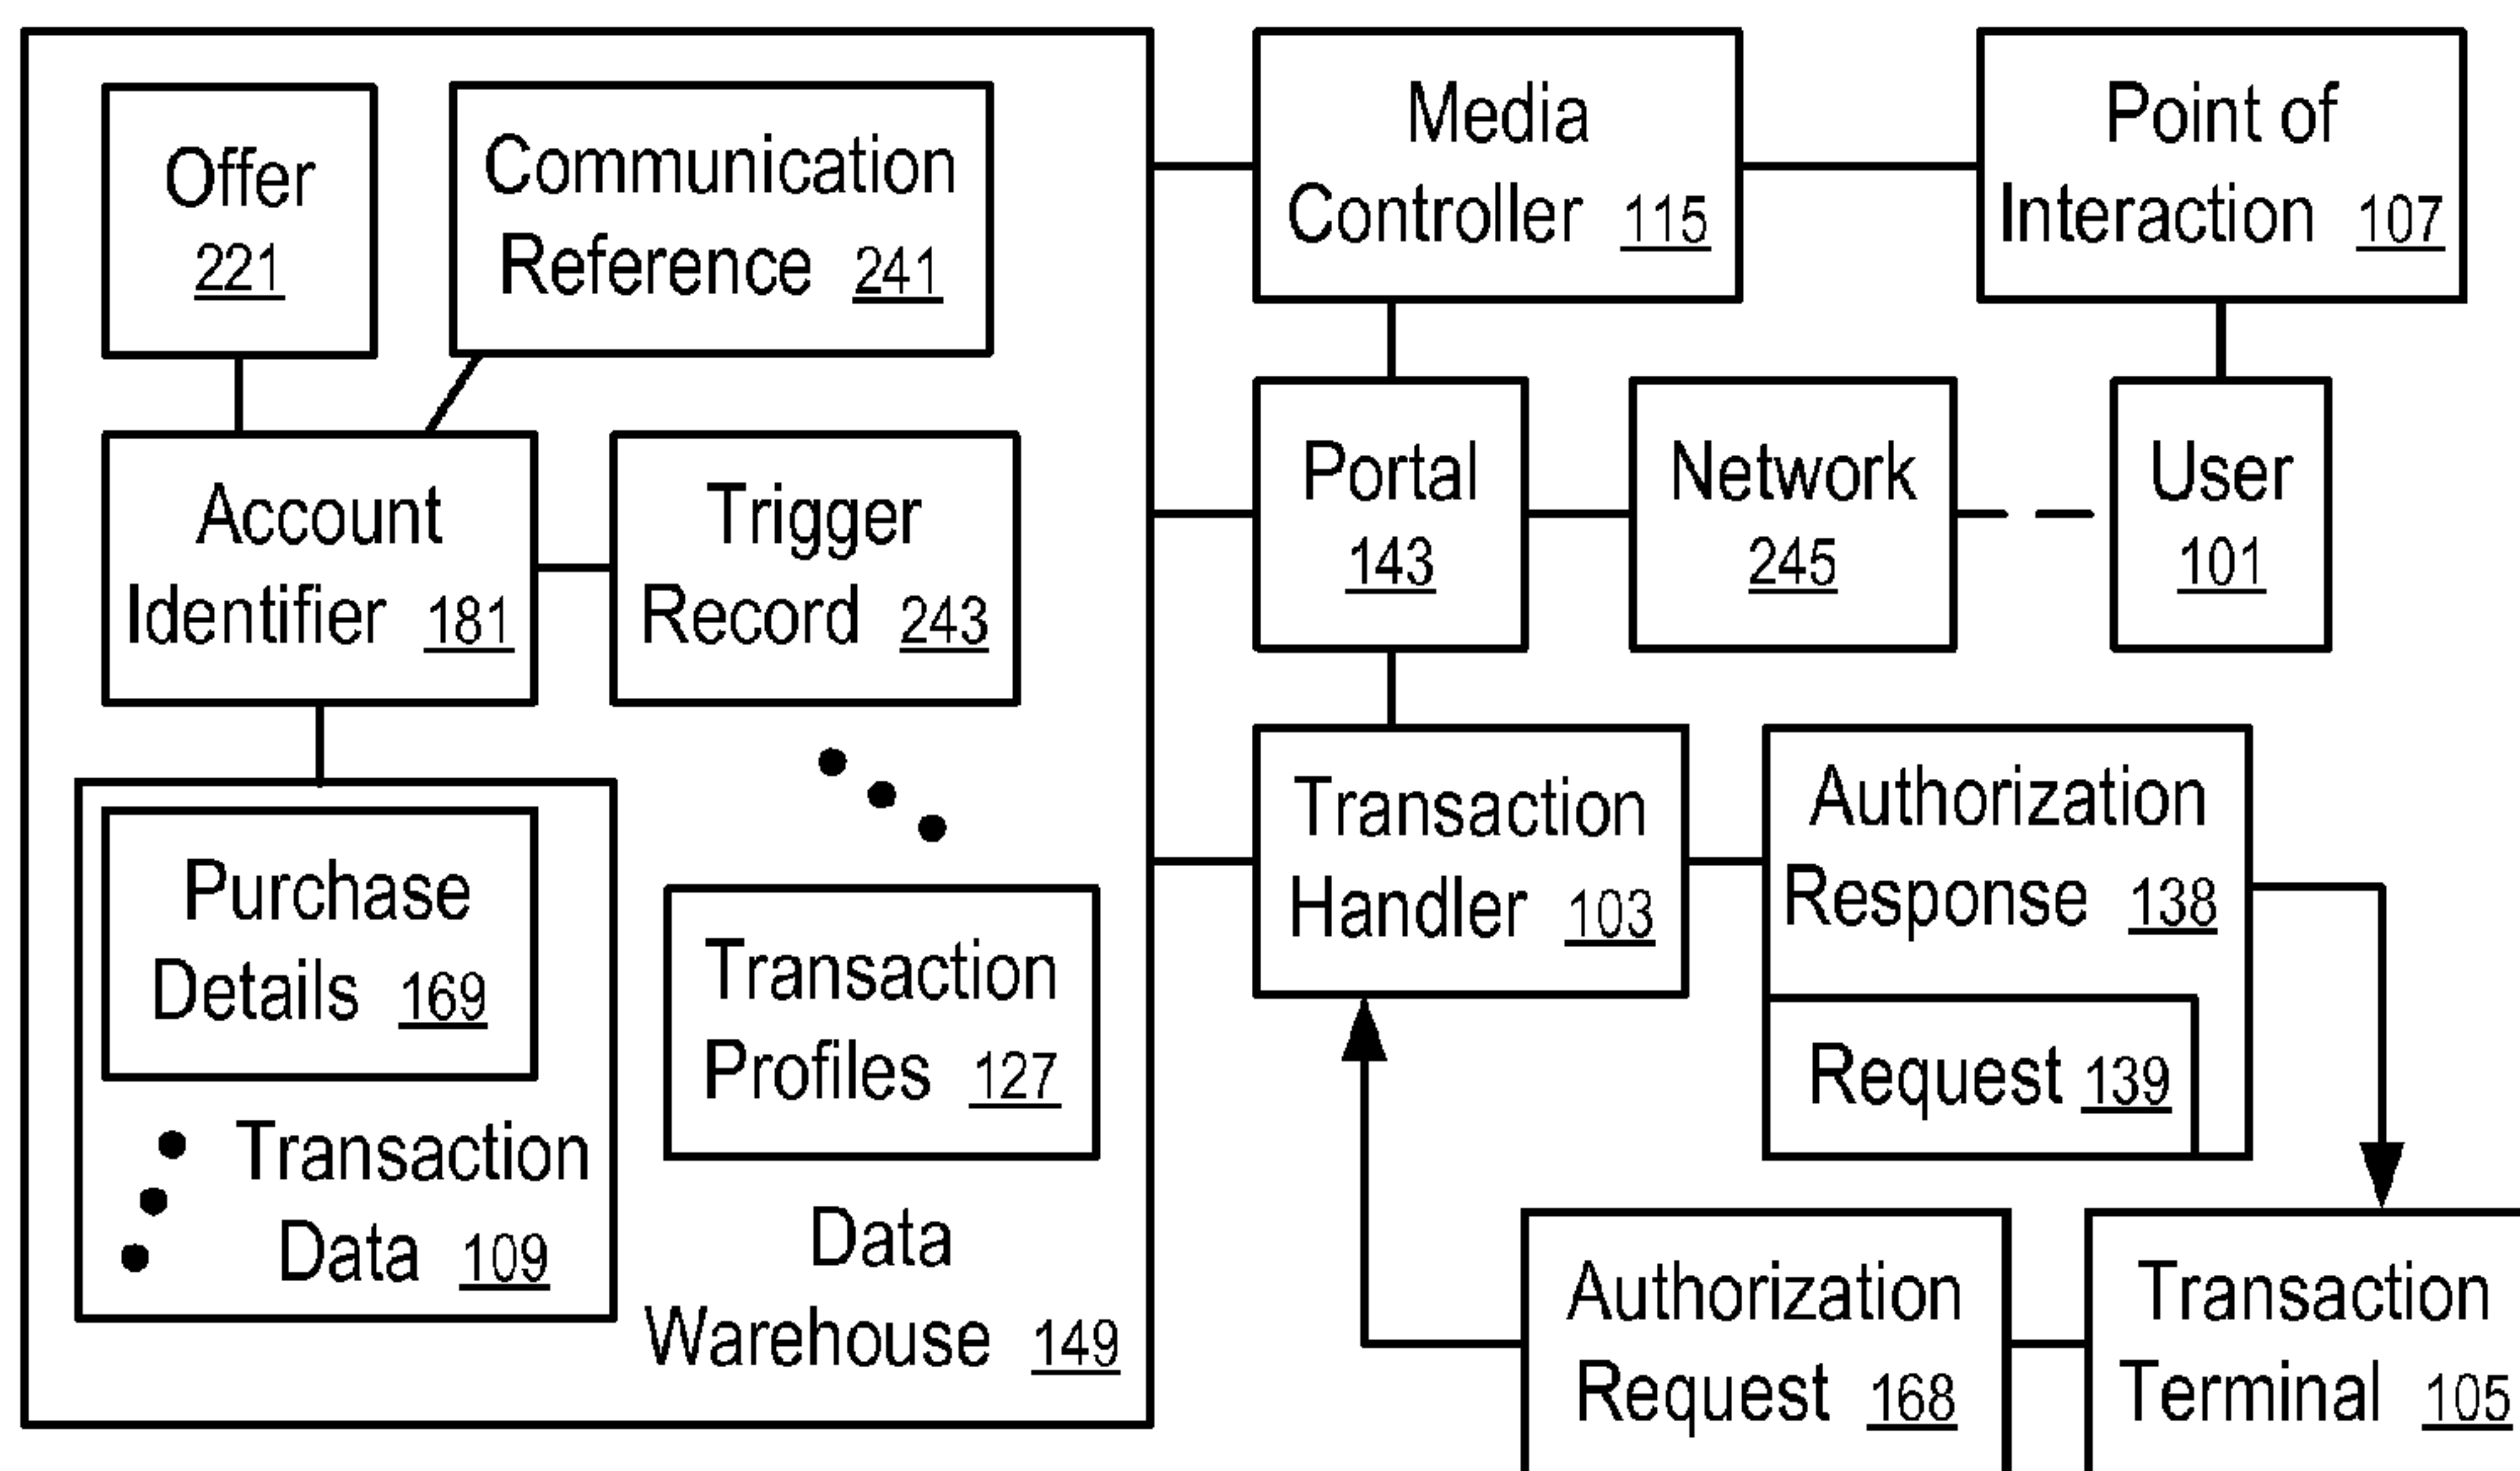 Offer
221
Communication
Reference 241
Account
Identifier 181
Trigger
Record 243
Purchase
Details 169
Transaction
Data 109
Transaction
Profiles 127
Data
Warehouse 149
Media
Controller 115
Point of
Interaction 107
Portal
143
Network
245
User
101
Transaction
Handler 103
Authorization
Response 138
Request 139
Authorization
Request 168
Transaction
Terminal 105